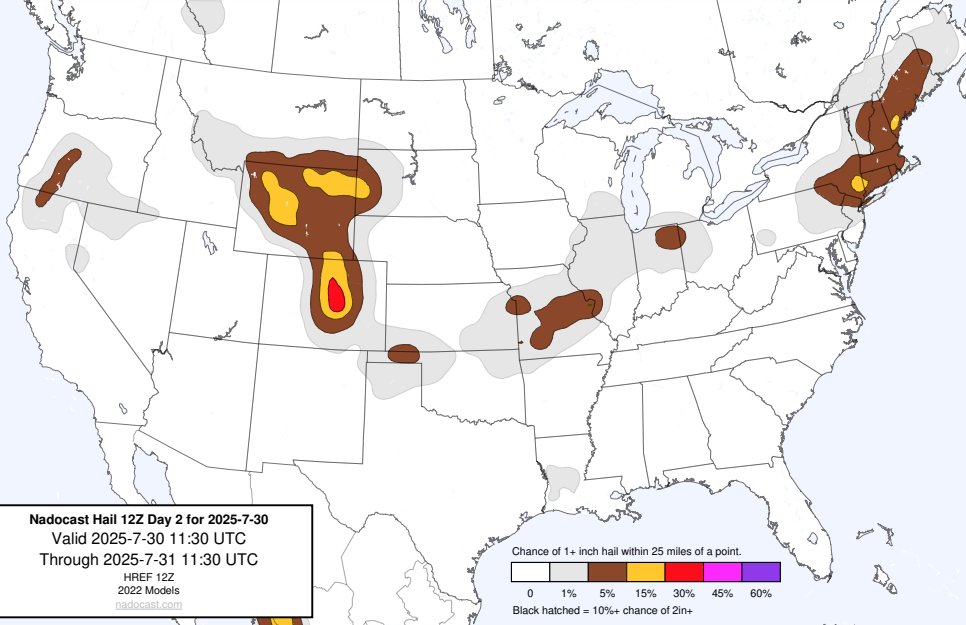 Nadocast Hail 12Z Day 2 for 2025-7-30
Valid 2025-7-30 11:30 UTC
Through 2025-7-31 11:30 UTC
HREF 12Z
2022 Models
nadocast.com
Chance of 1+ inch hail within 25 miles of a point.
0 1% 5% 15% 30% 45% 60%
Black hatched = 10%+ chance of 2in+